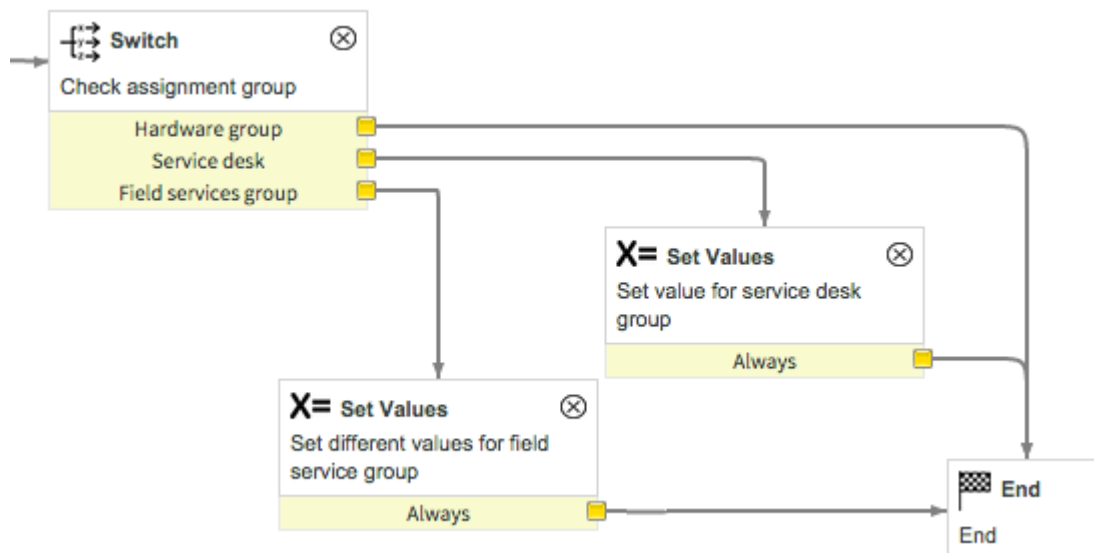 Switch
Check assignment group
Hardware group
Service desk
Field services group
X= Set Values
Set value for service desk
group
Always
X= Set Values
Set different values for field
service group
Always
End
End